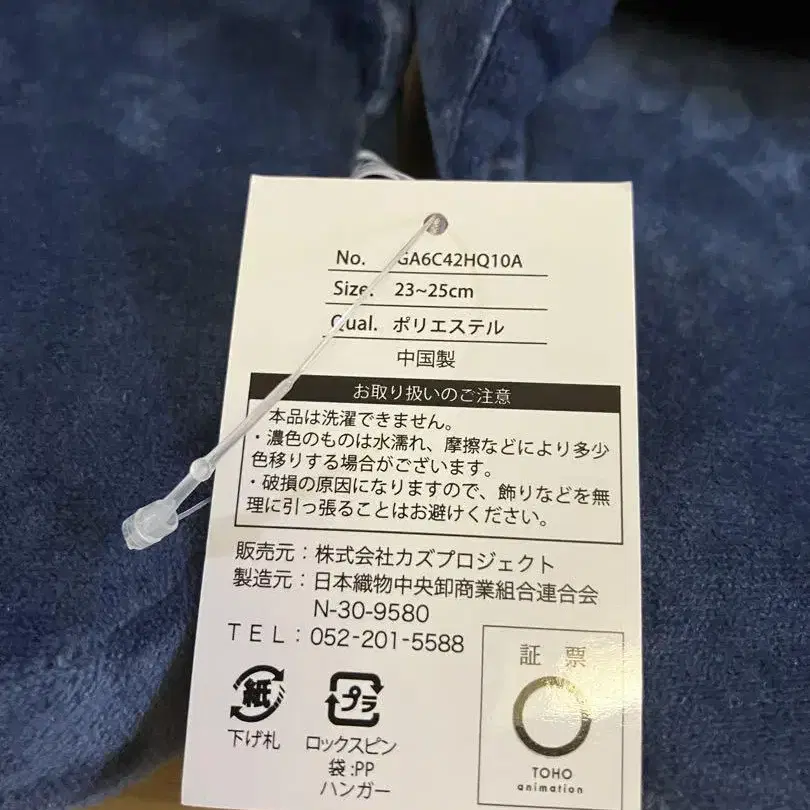 No. GA6C42HQ10A
Size. 23~25cm
Qual. ポリエステル
中国製
お取り扱いのご注意
本品は洗濯できません。
・濃色のものは水濡れ、摩擦などにより多少
色移りする場合がございます。
・破損の原因になりますので、飾りなどを無
理に引っ張ることはお避けください。
販売元：株式会社カズプロジェクト
製造元：日本織物中央卸商業組合連合会
N-30-9580
TEL：052-201-5588
紙
下げ札
プラ
ロックスピン
袋:PP
ハンガー
証票
TOHO
animation